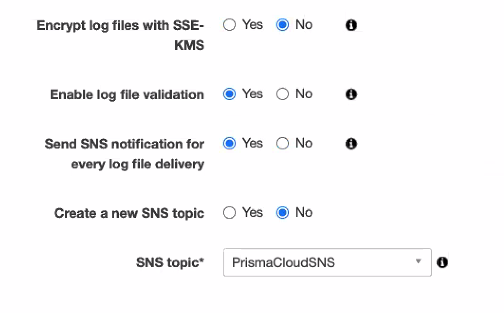 Encrypt log files with SSE- Yes No
KMS
Enable log file validation Yes No
Send SNS notification for Yes No
every log file delivery
Create a new SNS topic Yes No
SNS topic* PrismaCloudSNS